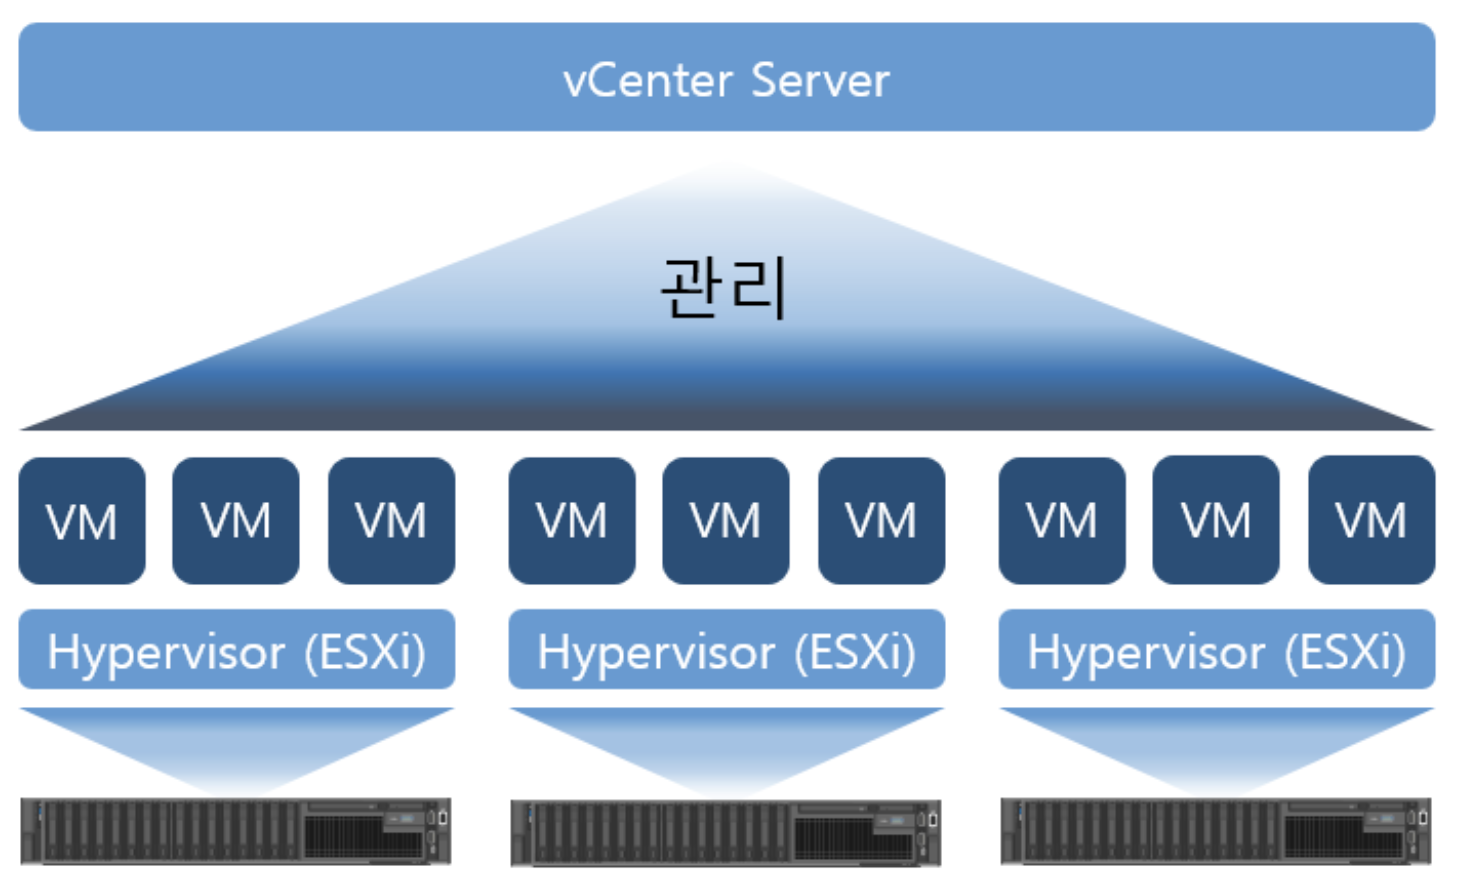 vCenter Server
관리
VM VM VM VM VM VM VM VM VM
Hypervisor (ESXi) Hypervisor (ESXi) Hypervisor (ESXi)